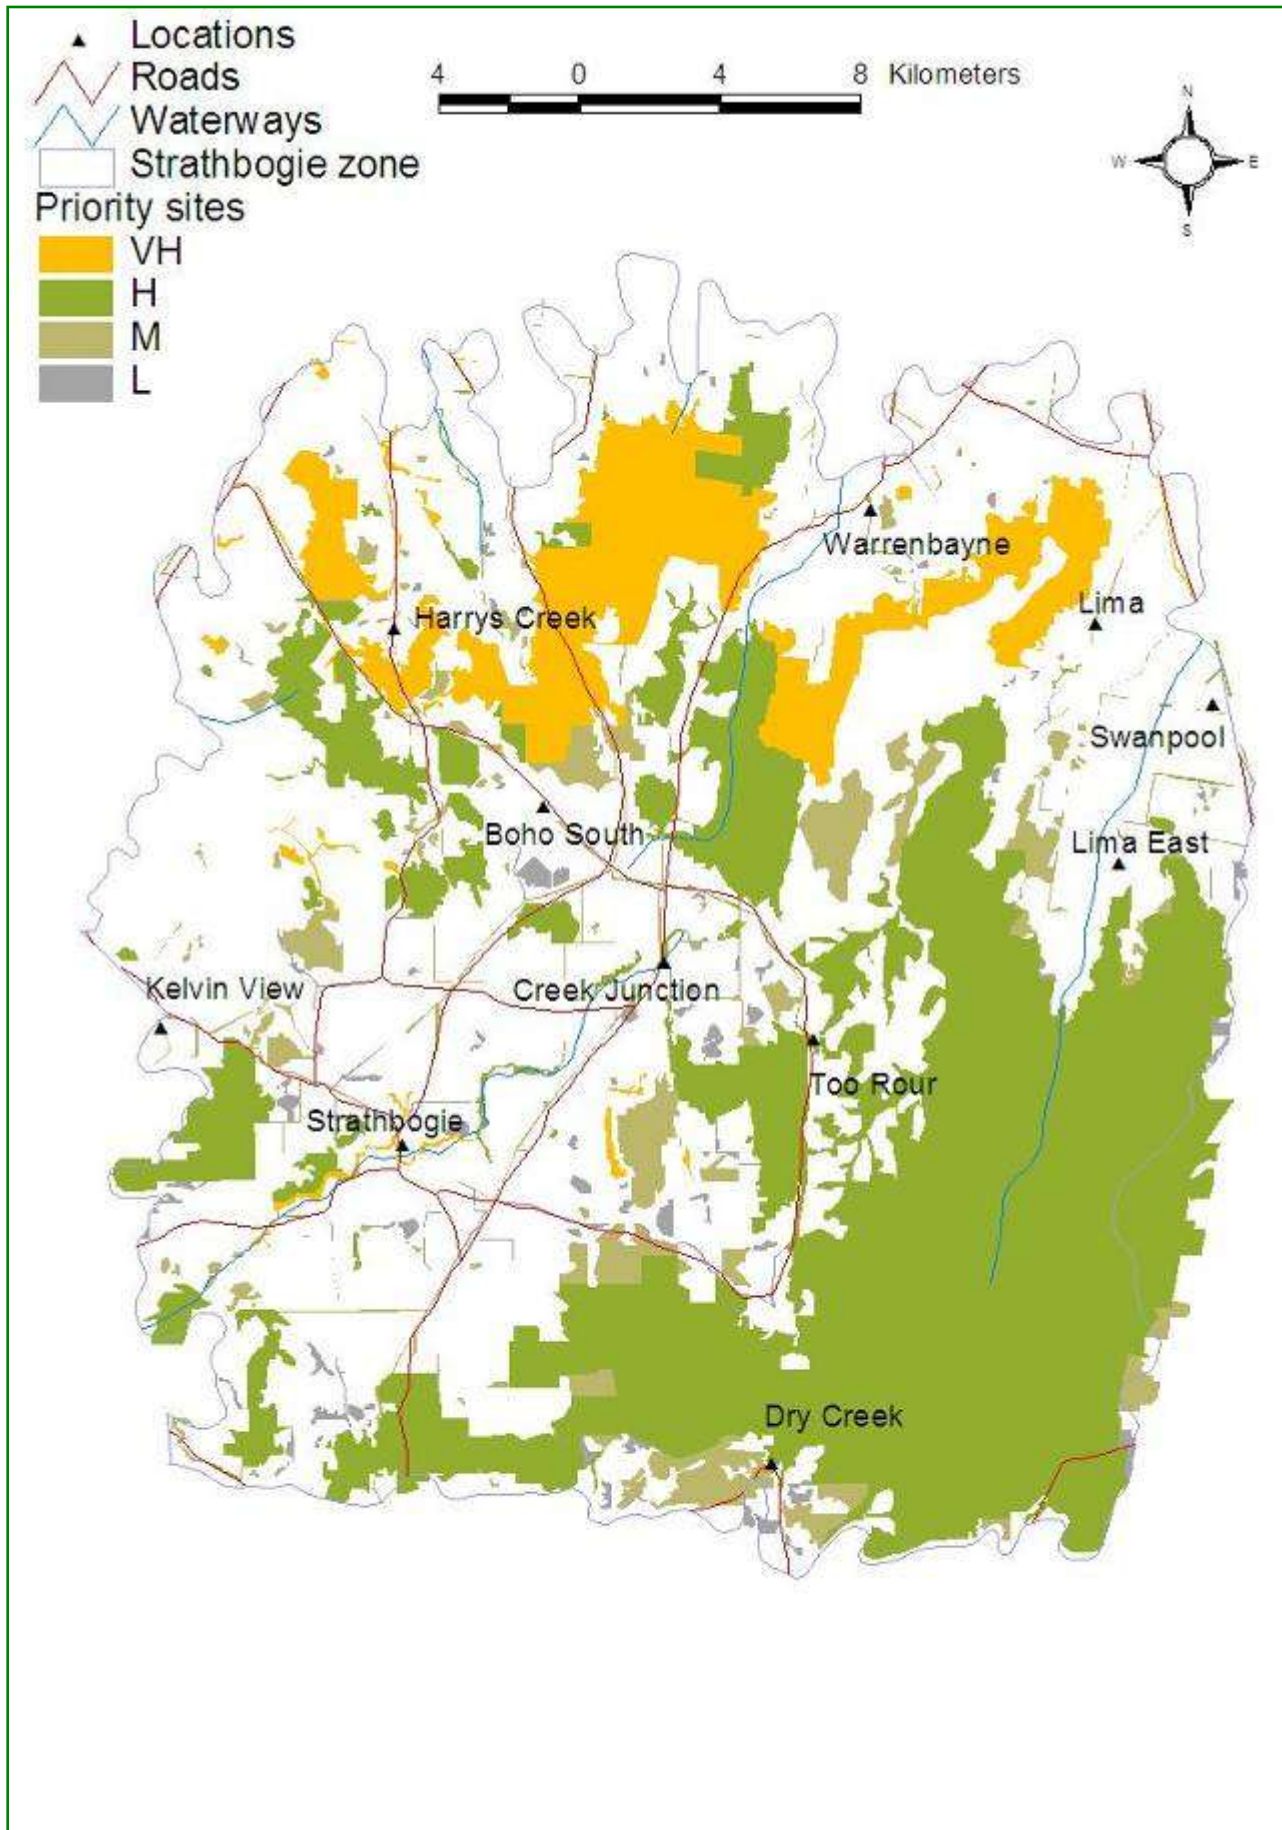 Locations
Roads
Waterways
Strathbogie zone
Priority sites
VH
H
M
L
4 0 4 8 Kilometers
N
W E
S
Warrenbayne
Harrys Creek
Lima
Swanpool
Boho South
Lima East
Kelvin View
Creek Junction
Too Rour
Strathbogie
Dry Creek